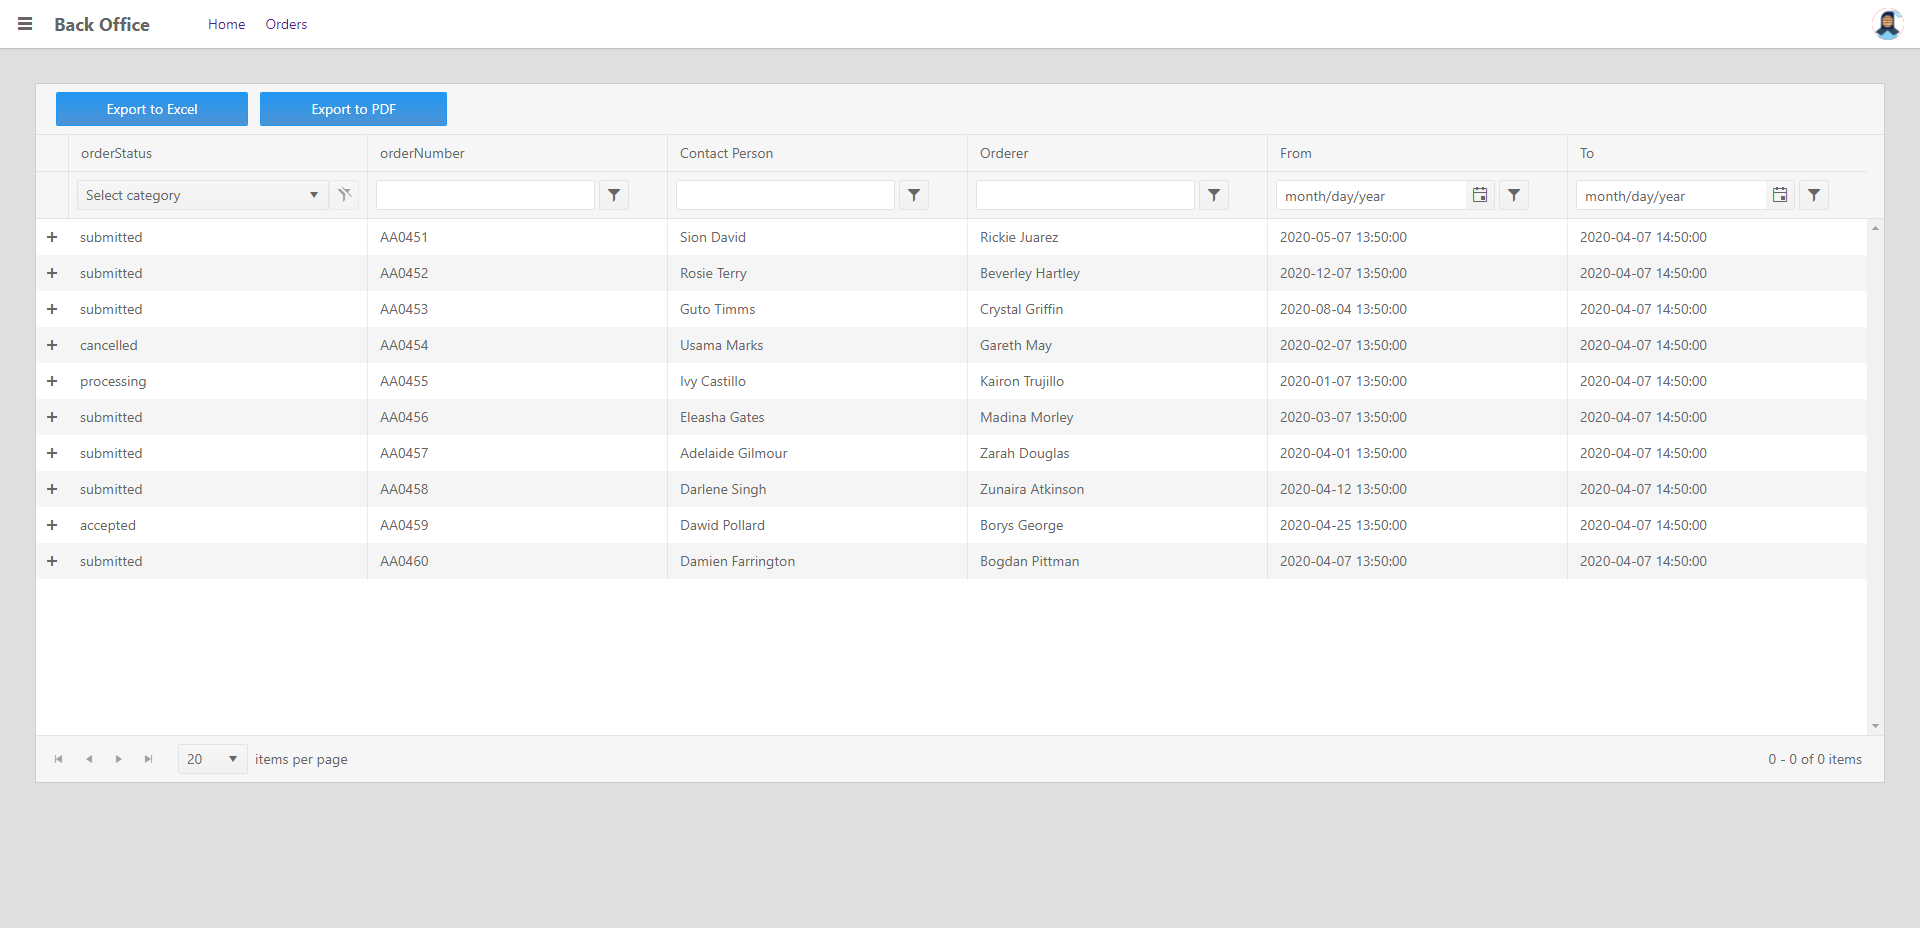 Back Office Home Orders
Export to Excel Export to PDF
orderStatus orderNumber Contact Person Orderer From To
Select category month/day/year month/day/year
submitted AA0451 Sion David Rickie Juarez 2020-05-07 13:50:00 2020-04-07 14:50:00
submitted AA0452 Rosie Terry Beverley Hartley 2020-12-07 13:50:00 2020-04-07 14:50:00
submitted AA0453 Guto Timms Crystal Griffin 2020-08-04 13:50:00 2020-04-07 14:50:00
cancelled AA0454 Usama Marks Gareth May 2020-02-07 13:50:00 2020-04-07 14:50:00
processing AA0455 Ivy Castillo Kairon Trujillo 2020-01-07 13:50:00 2020-04-07 14:50:00
submitted AA0456 Eleasha Gates Madina Morley 2020-03-07 13:50:00 2020-04-07 14:50:00
submitted AA0457 Adelaide Gilmour Zarah Douglas 2020-04-01 13:50:00 2020-04-07 14:50:00
submitted AA0458 Darlene Singh Zunaira Atkinson 2020-04-12 13:50:00 2020-04-07 14:50:00
accepted AA0459 Dawid Pollard Borys George 2020-04-25 13:50:00 2020-04-07 14:50:00
submitted AA0460 Damien Farrington Bogdan Pittman 2020-04-07 13:50:00 2020-04-07 14:50:00
20 items per page 0 - 0 of 0 items